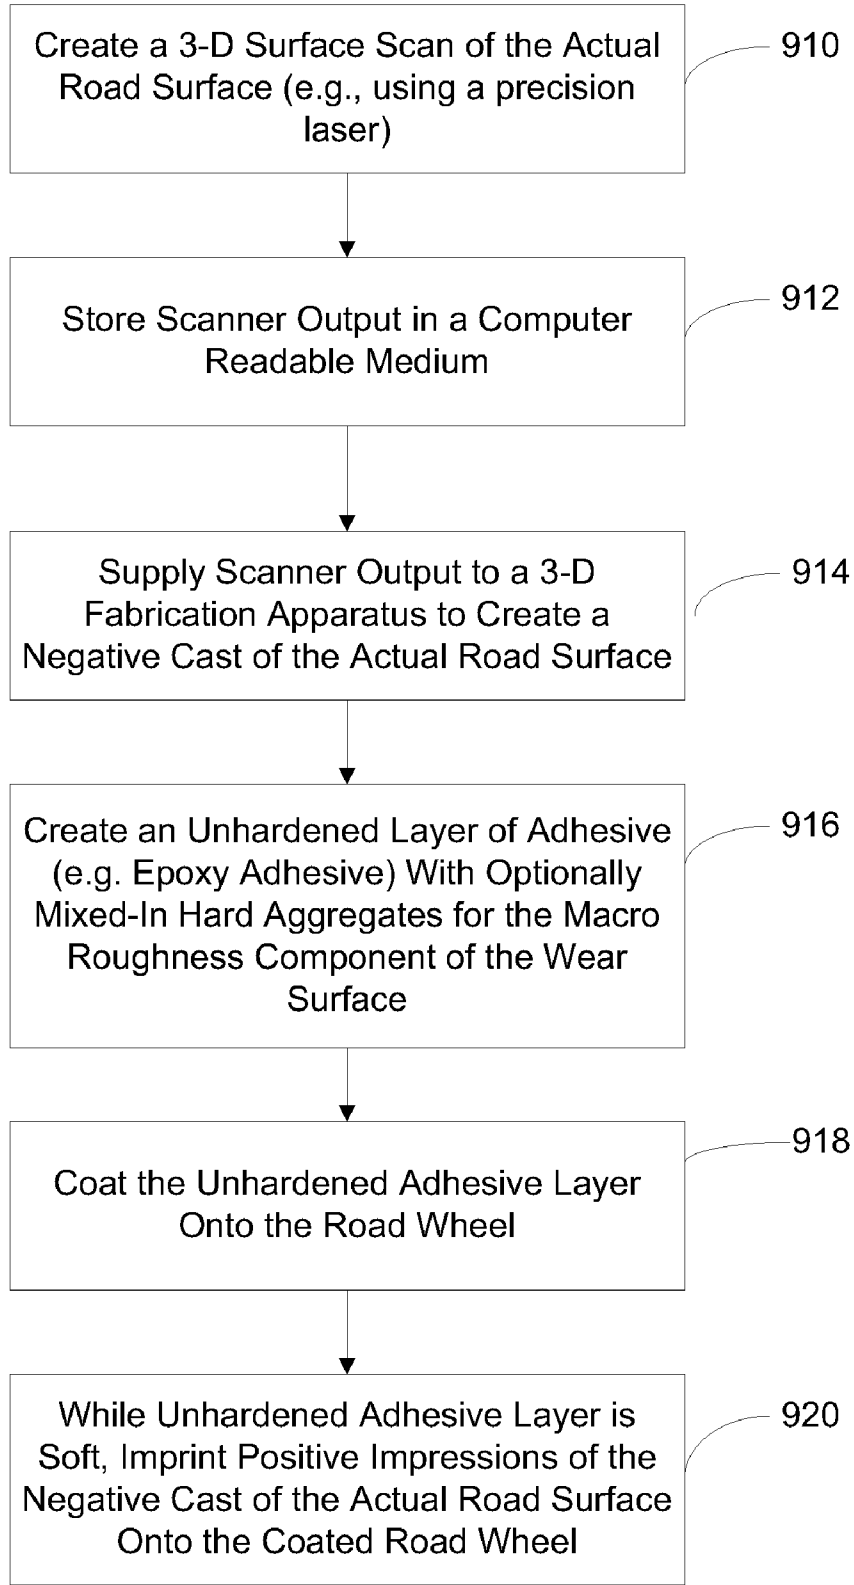 Create a 3-D Surface Scan of the Actual
Road Surface (e.g., using a precision
laser)
910
Store Scanner Output in a Computer
Readable Medium
912
Supply Scanner Output to a 3-D
Fabrication Apparatus to Create a
Negative Cast of the Actual Road Surface
914
Create an Unhardened Layer of Adhesive
(e.g. Epoxy Adhesive) With Optionally
Mixed-In Hard Aggregates for the Macro
Roughness Component of the Wear
Surface
916
Coat the Unhardened Adhesive Layer
Onto the Road Wheel
918
While Unhardened Adhesive Layer is
Soft, Imprint Positive Impressions of the
Negative Cast of the Actual Road Surface
Onto the Coated Road Wheel
920